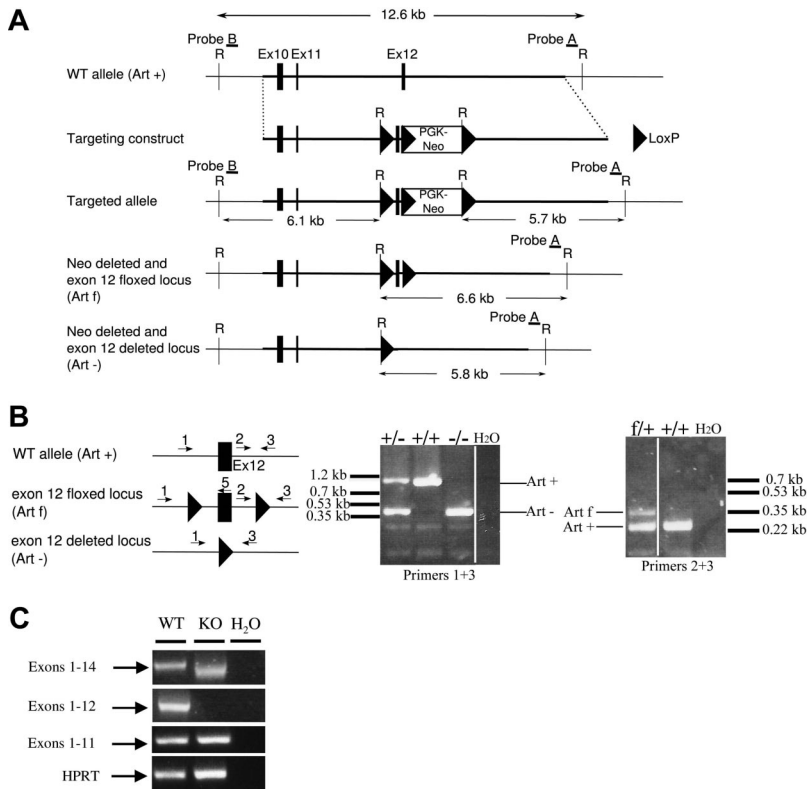 A
12.6 kb
Probe B
Probe A
R
Ex10 Ex11
Ex12
R
WT allele (Art +)
R
R
Targeting construct
PGK-
Neo
LoxP
Probe B
Probe A
R
R
R
R
Targeted allele
PGK-
Neo
6.1 kb
5.7 kb
Probe A
R
R
R
Neo deleted and
exon 12 floxed locus
(Art f)
6.6 kb
Probe A
R
R
R
Neo deleted and
exon 12 deleted locus
(Art -)
5.8 kb
B
1
2
3
WT allele (Art +)
Ex12
exon 12 floxed locus
(Art f)
1
5
2
3
exon 12 deleted locus
(Art -)
1
3
+/- +/+ -/- H2O
1.2 kb
0.7 kb
0.53 kb
0.35 kb
Art +
Art -
Primers 1+3
f/+ +/+ H2O
Art f
Art +
0.7 kb
0.53 kb
0.35 kb
0.22 kb
Primers 2+3
C
WT KO H2O
Exons 1-14
Exons 1-12
Exons 1-11
HPRT